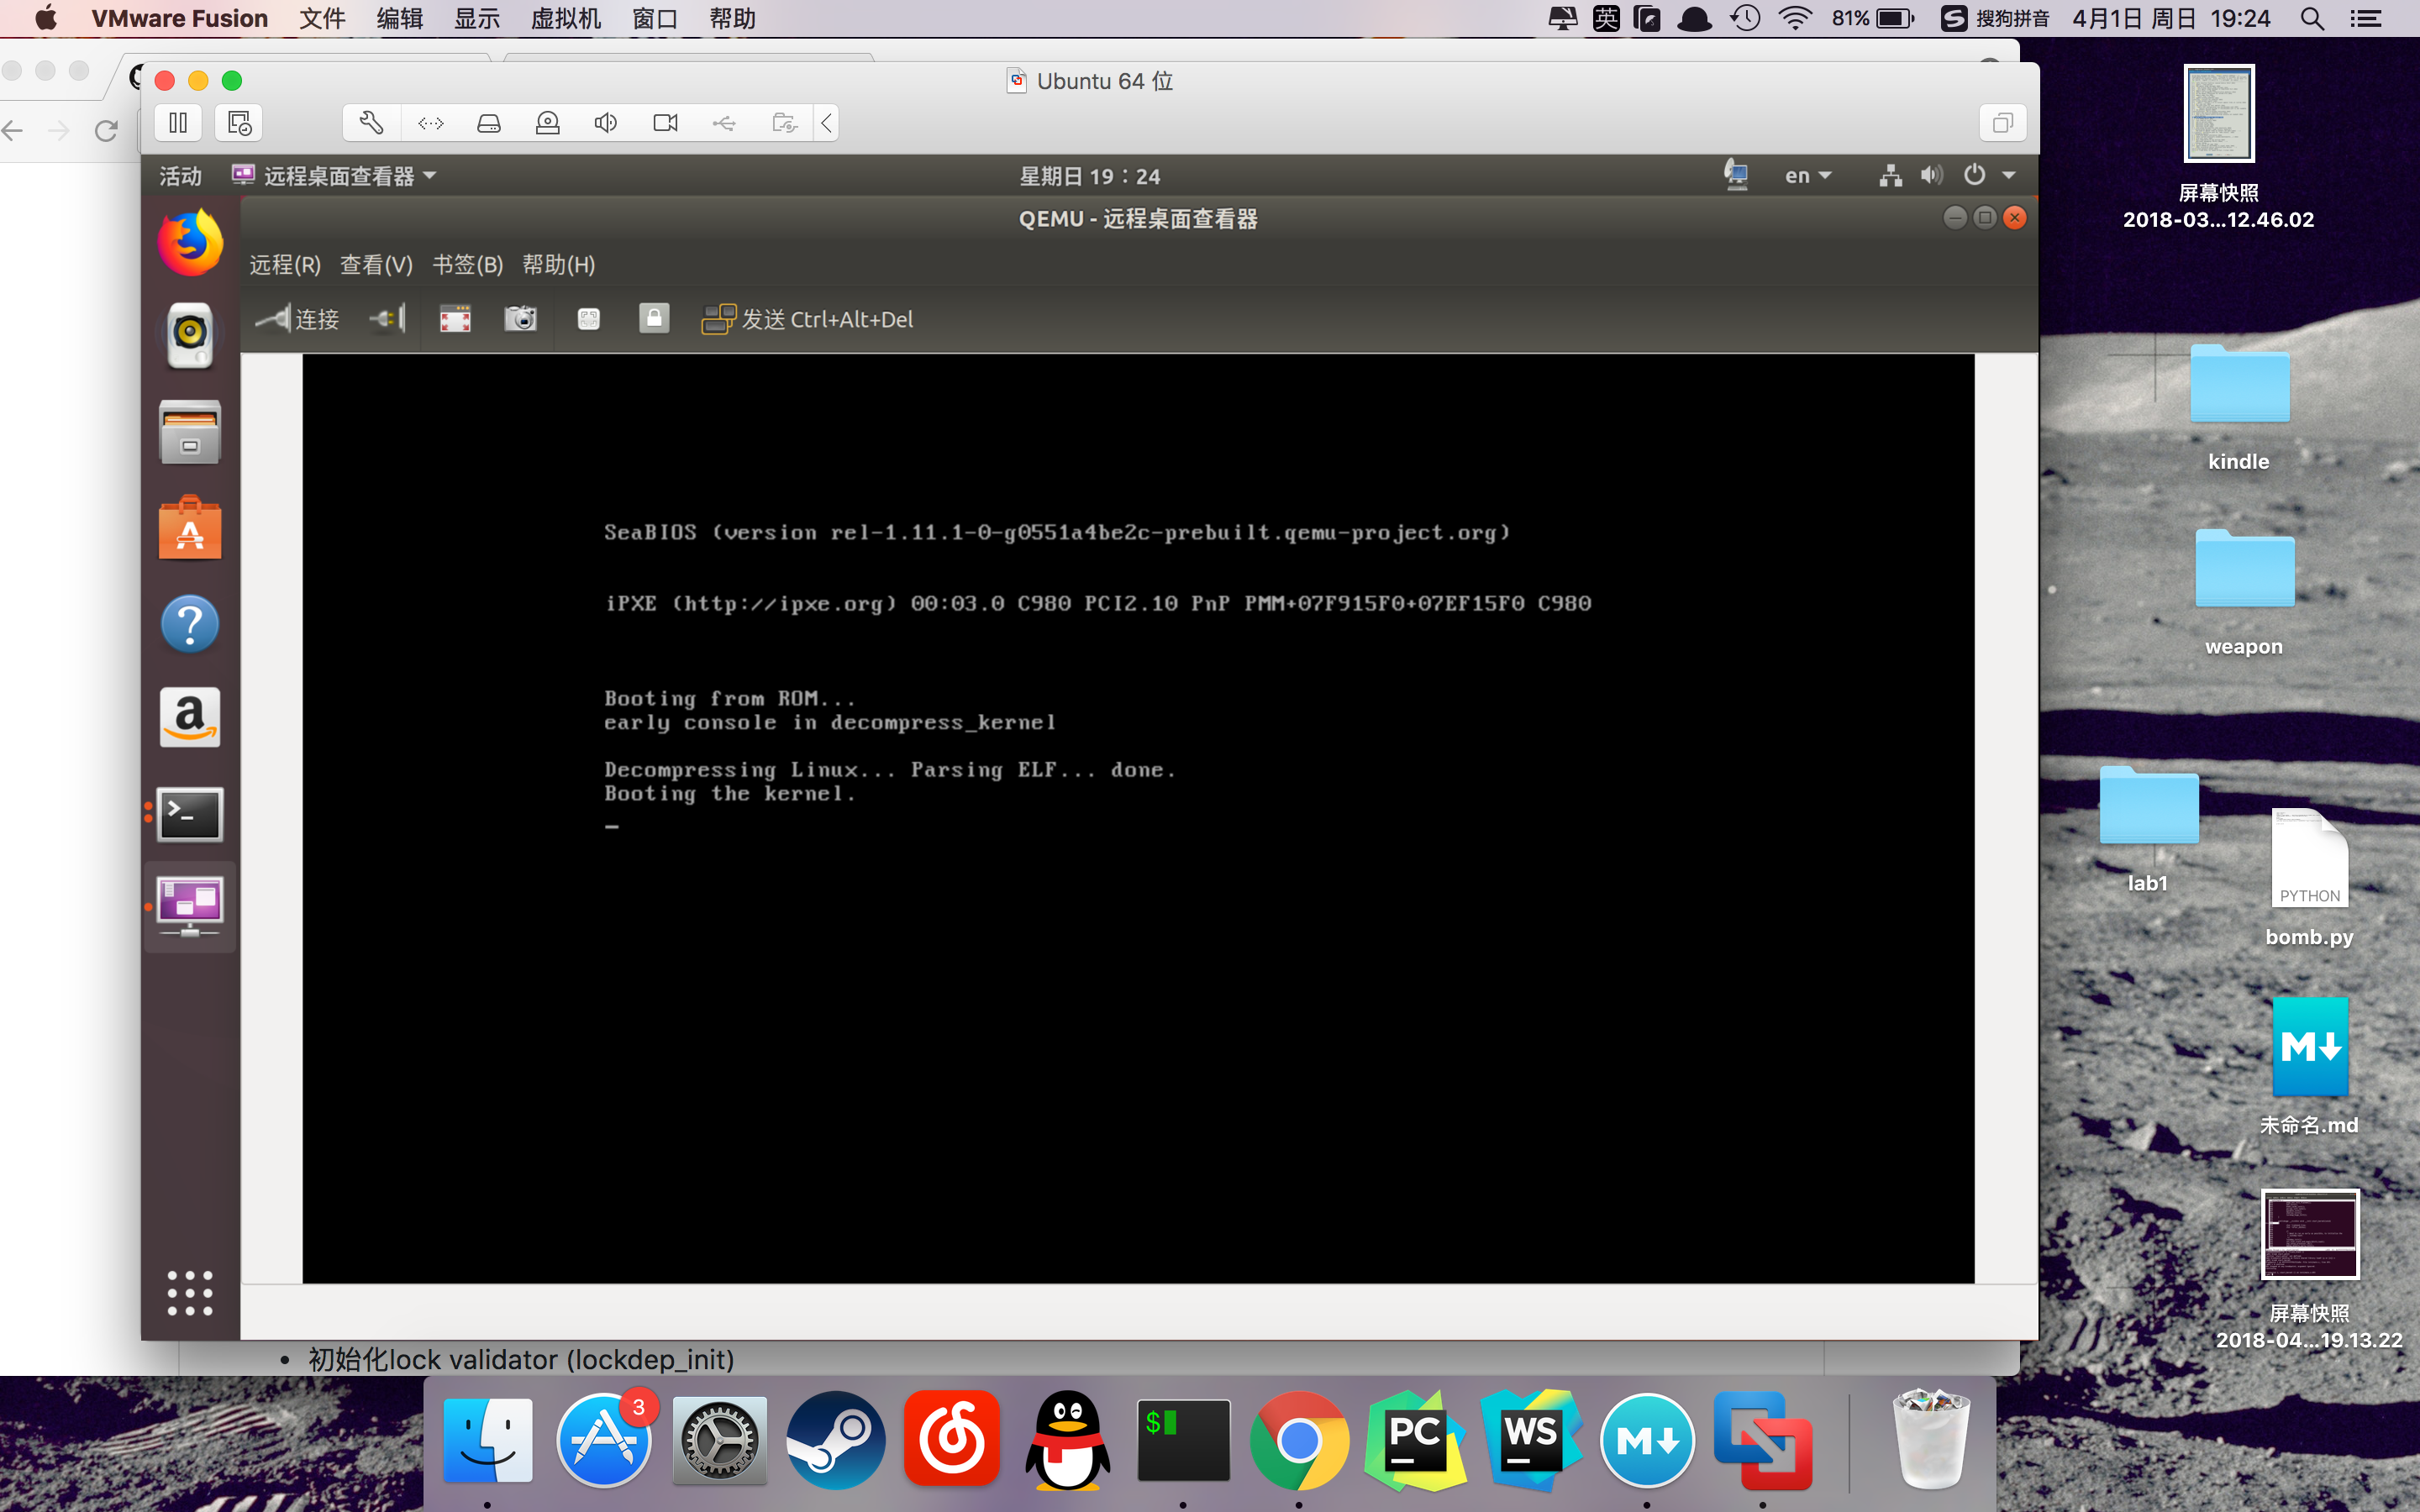 VMware Fusion 文件 编辑 显示 虚拟机 窗口 帮助 英 81% 搜狗拼音 4月1日 周日 19:24
Ubuntu 64 位
活动 远程桌面查看器 星期日 19：24 en
QEMU - 远程桌面查看器
远程(R) 查看(V) 书签(B) 帮助(H)
连接 发送 Ctrl+Alt+Del
SeaBIOS (version rel-1.11.1-0-g0551a4be2c-prebuilt.qemu-project.org)
iPXE (http://ipxe.org) 00:03.0 C980 PCI2.10 PnP PMM+07F915F0+07EF15F0 C980
Booting from ROM...
early console in decompress_kernel
Decompressing Linux... Parsing ELF... done.
Booting the kernel.
初始化lock validator (lockdep_init)
屏幕快照
2018-03...12.46.02
kindle
weapon
lab1
PYTHON
bomb.py
M
未命名.md
屏幕快照
2018-04...19.13.22
3
$
PC
WS
M